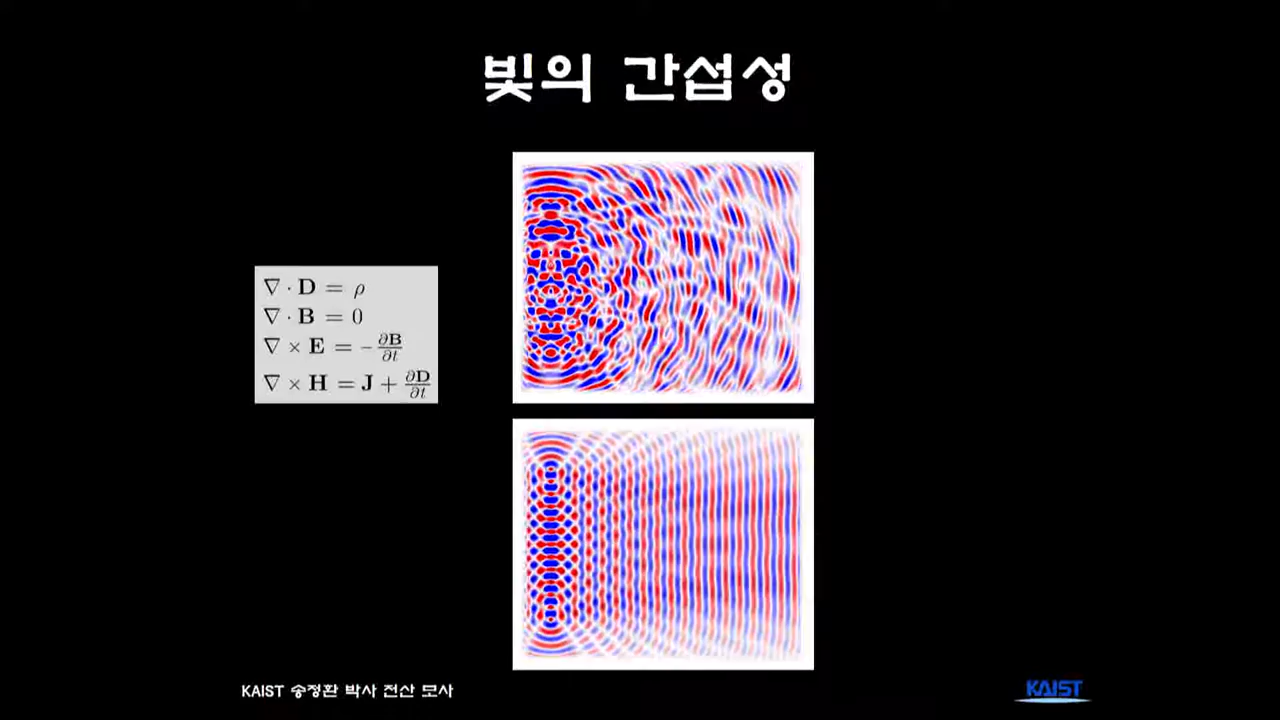 빛의 간섭성
∇ · D = ρ
∇ · B = 0
∇ × E = -∂B/∂t
∇ × H = J + ∂D/∂t
KAIST 송정환 박사 전산 모사
KAIST